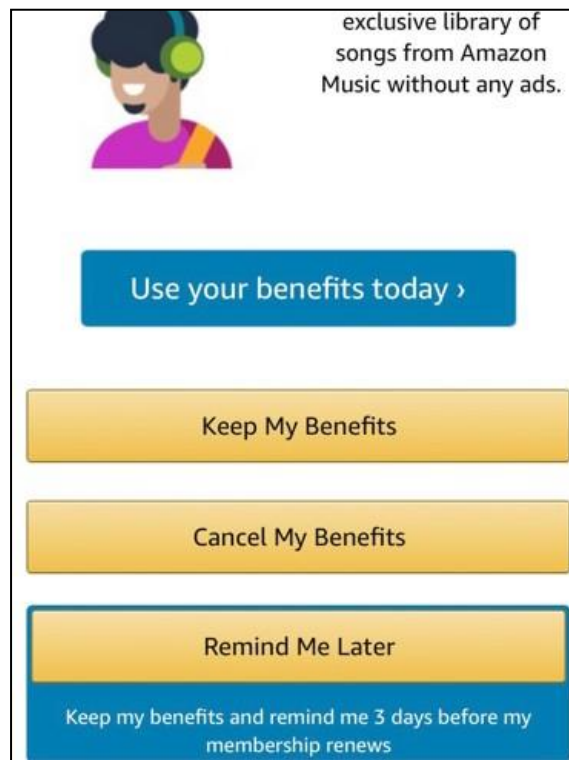 exclusive library of
songs from Amazon
Music without any ads.
Use your benefits today ›
Keep My Benefits
Cancel My Benefits
Remind Me Later
Keep my benefits and remind me 3 days before my
membership renews